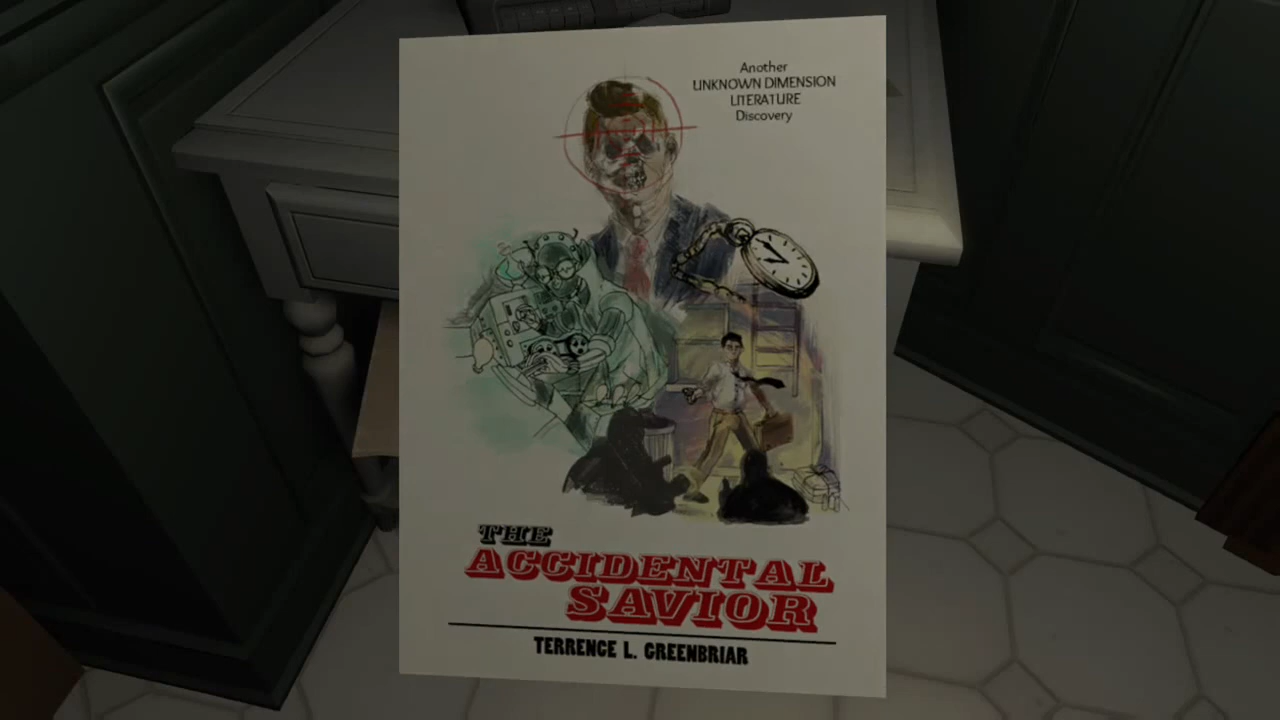 Another
UNKNOWN DIMENSION
LITERATURE
Discovery
THE
ACCIDENTAL
SAVIOR
TERRENCE L. GREENBRIAR